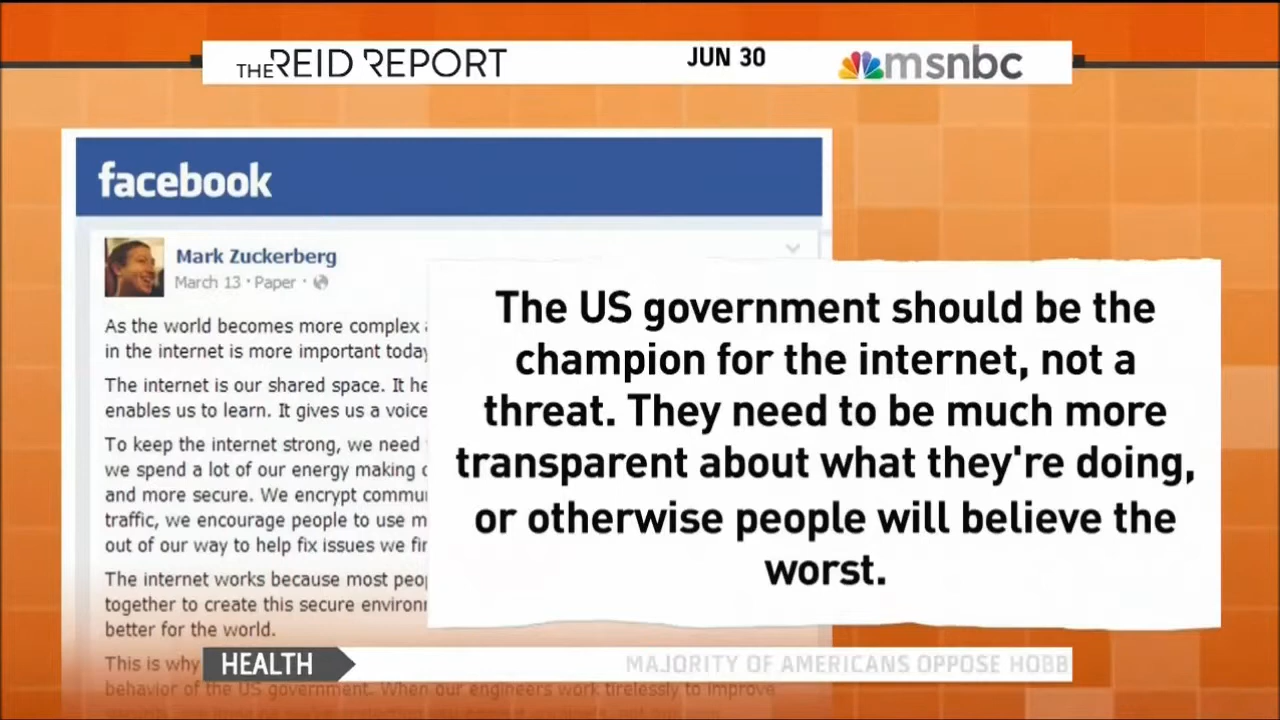 THE REID REPORT
JUN 30
msnbc
facebook
Mark Zuckerberg
March 13 · Paper ·
As the world becomes more complex
in the internet is more important today
The internet is our shared space. It he
enables us to learn. It gives us a voice
To keep the internet strong, we need
we spend a lot of our energy making
and more secure. We encrypt commu
traffic, we encourage people to use m
out of our way to help fix issues we fin
The internet works because most peop
together to create this secure environ
better for the world.
This is why
behavior of the US government. When our engineers work tirelessly to improve
The US government should be the
champion for the internet, not a
threat. They need to be much more
transparent about what they're doing,
or otherwise people will believe the
worst.
HEALTH
MAJORITY OF AMERICANS OPPOSE HOBB